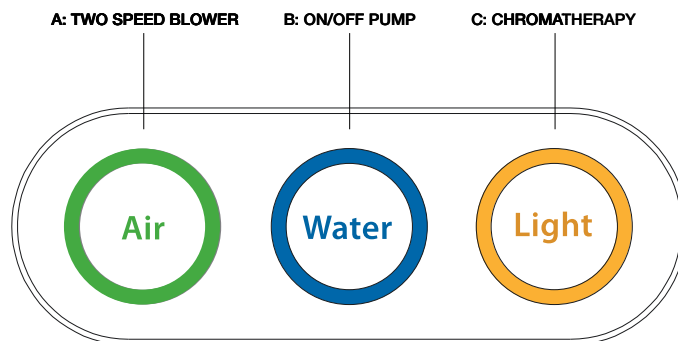 A: TWO SPEED BLOWER
B: ON/OFF PUMP
C: CHROMATHERAPY
Air
Water
Light